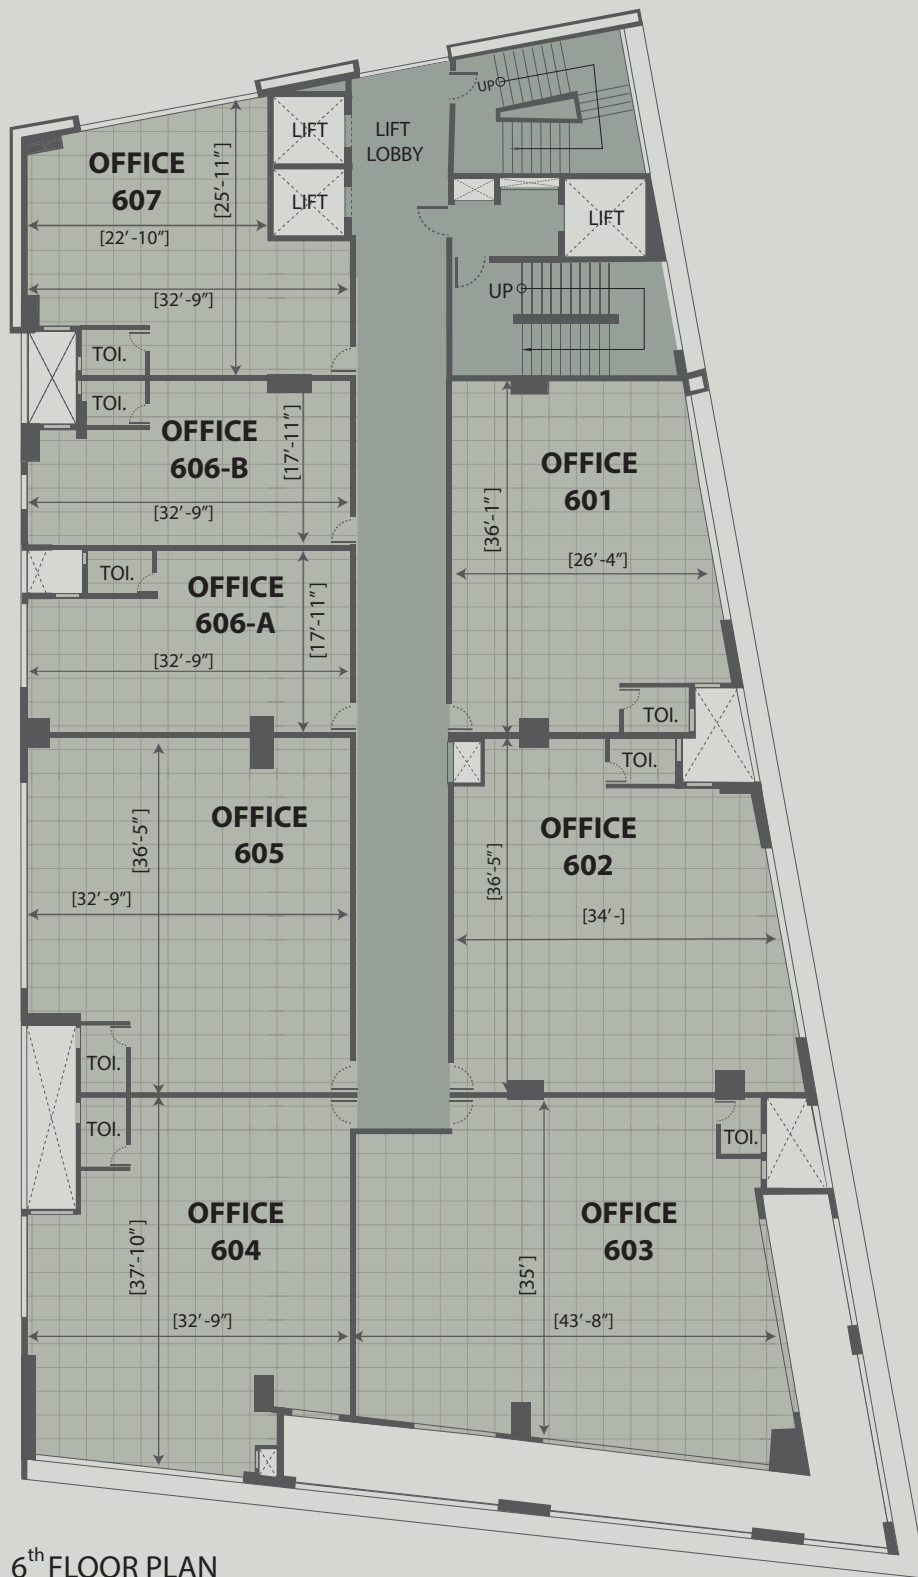 UP
LIFT
LIFT
LOBBY
OFFICE
607
[25'-11"]
[22'-10"]
LIFT
LIFT
[32'-9"]
UP
TOI.
TOI.
OFFICE
606-B
[17'-11"]
[32'-9"]
OFFICE
601
[36'-1"]
[26'-4"]
TOI.
OFFICE
606-A
[17'-11"]
[32'-9"]
TOI.
TOI.
OFFICE
605
[36'-5"]
[32'-9"]
OFFICE
602
[36'-5"]
[34'-]
TOI.
TOI.
TOI.
OFFICE
604
[37'-10"]
[32'-9"]
OFFICE
603
[35']
[43'-8"]
6th FLOOR PLAN